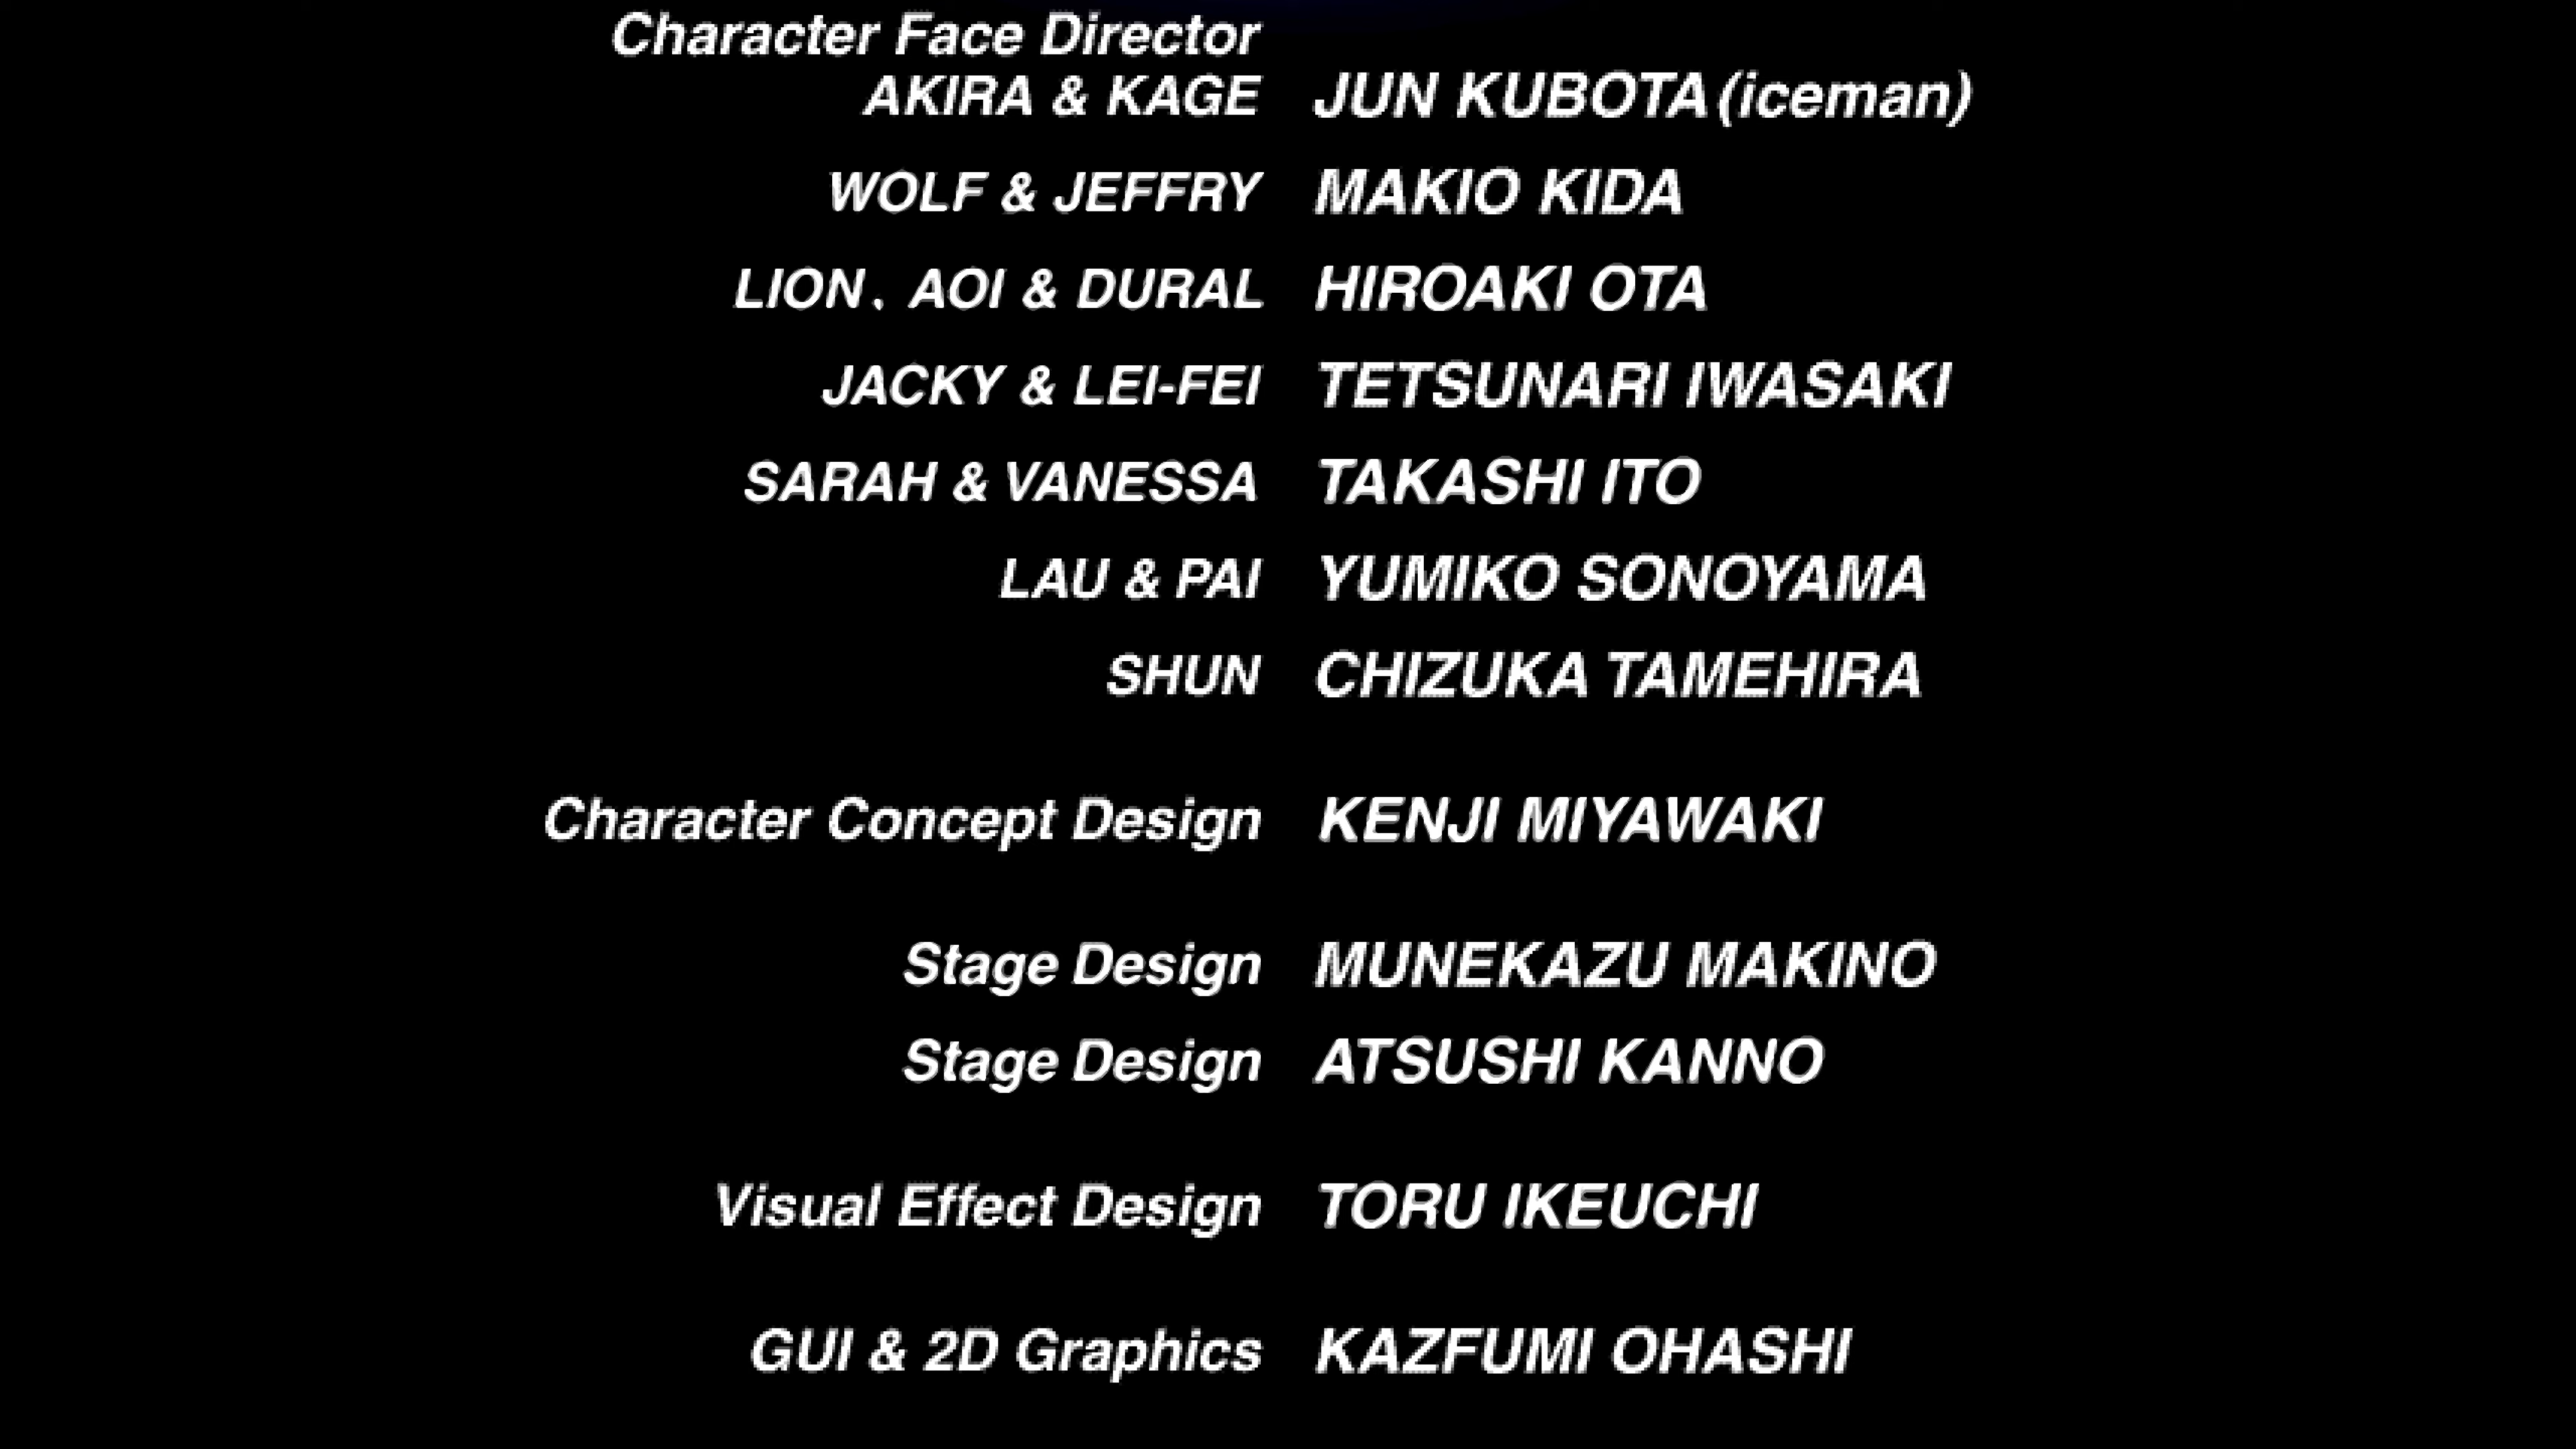 Character Face Director
AKIRA & KAGE JUN KUBOTA(iceman)
WOLF & JEFFRY MAKIO KIDA
LION, AOI & DURAL HIROAKI OTA
JACKY & LEI-FEI TETSUNARI IWASAKI
SARAH & VANESSA TAKASHI ITO
LAU & PAI YUMIKO SONOYAMA
SHUN CHIZUKA TAMEHIRA
Character Concept Design KENJI MIYAWAKI
Stage Design MUNEKAZU MAKINO
Stage Design ATSUSHI KANNO
Visual Effect Design TORU IKEUCHI
GUI & 2D Graphics KAZFUMI OHASHI